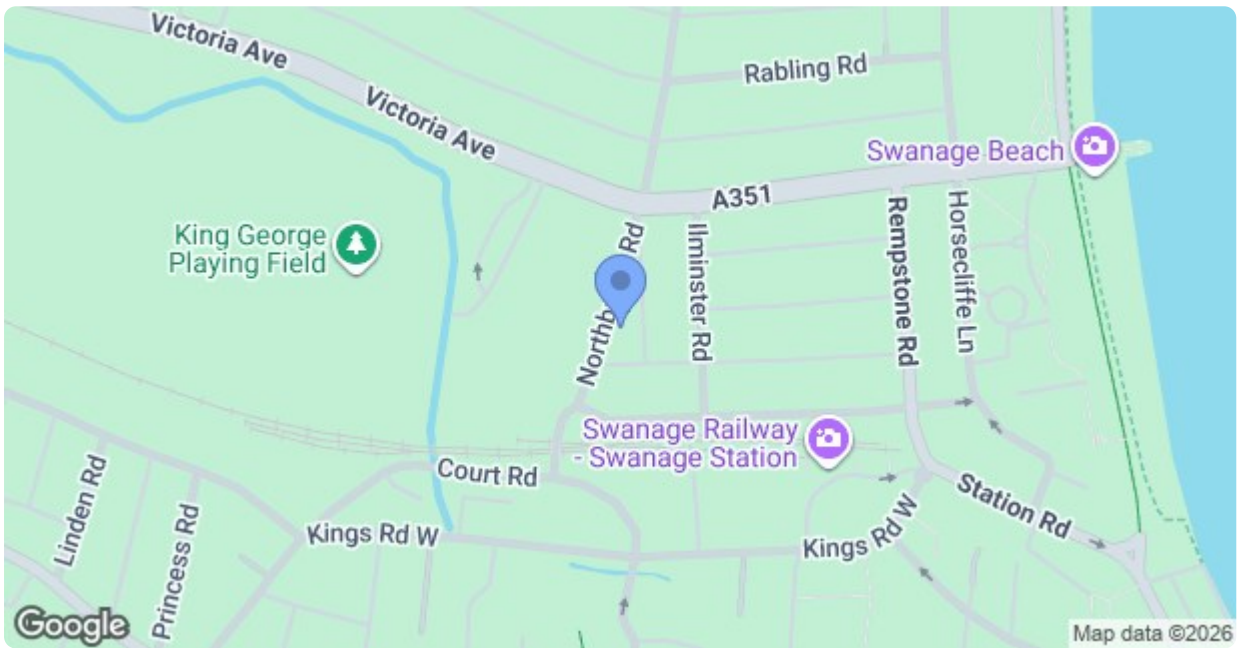 Victoria Ave
Rabling Rd
Victoria Ave
Swanage Beach
A351
King George
Playing Field
Rd
Northb
Ilminster Rd
Rempstone Rd
Horsecliffe Ln
Swanage Railway
- Swanage Station
Court Rd
Linden Rd
Princess Rd
Kings Rd W
Station Rd
Kings Rd W
Google
Map data ©2026